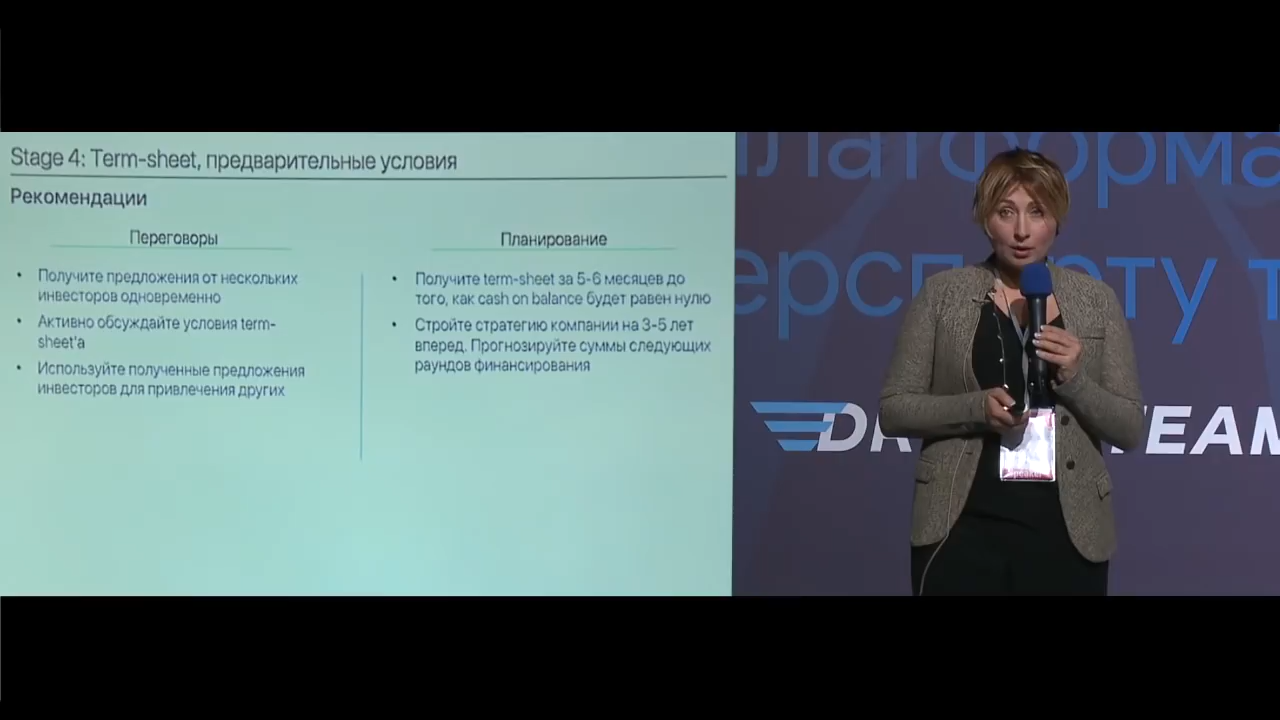 Stage 4: Term-sheet, предварительные условия
Рекомендации
Переговоры
• Получите предложения от нескольких
инвесторов одновременно
• Активно обсуждайте условия term-
sheet'а
• Используйте полученные предложения
инвесторов для привлечения других
Планирование
• Получите term-sheet за 5-6 месяцев до
того, как cash on balance будет равен нулю
• Стройте стратегию компании на 3-5 лет
вперед. Прогнозируйте суммы следующих
раундов финансирования